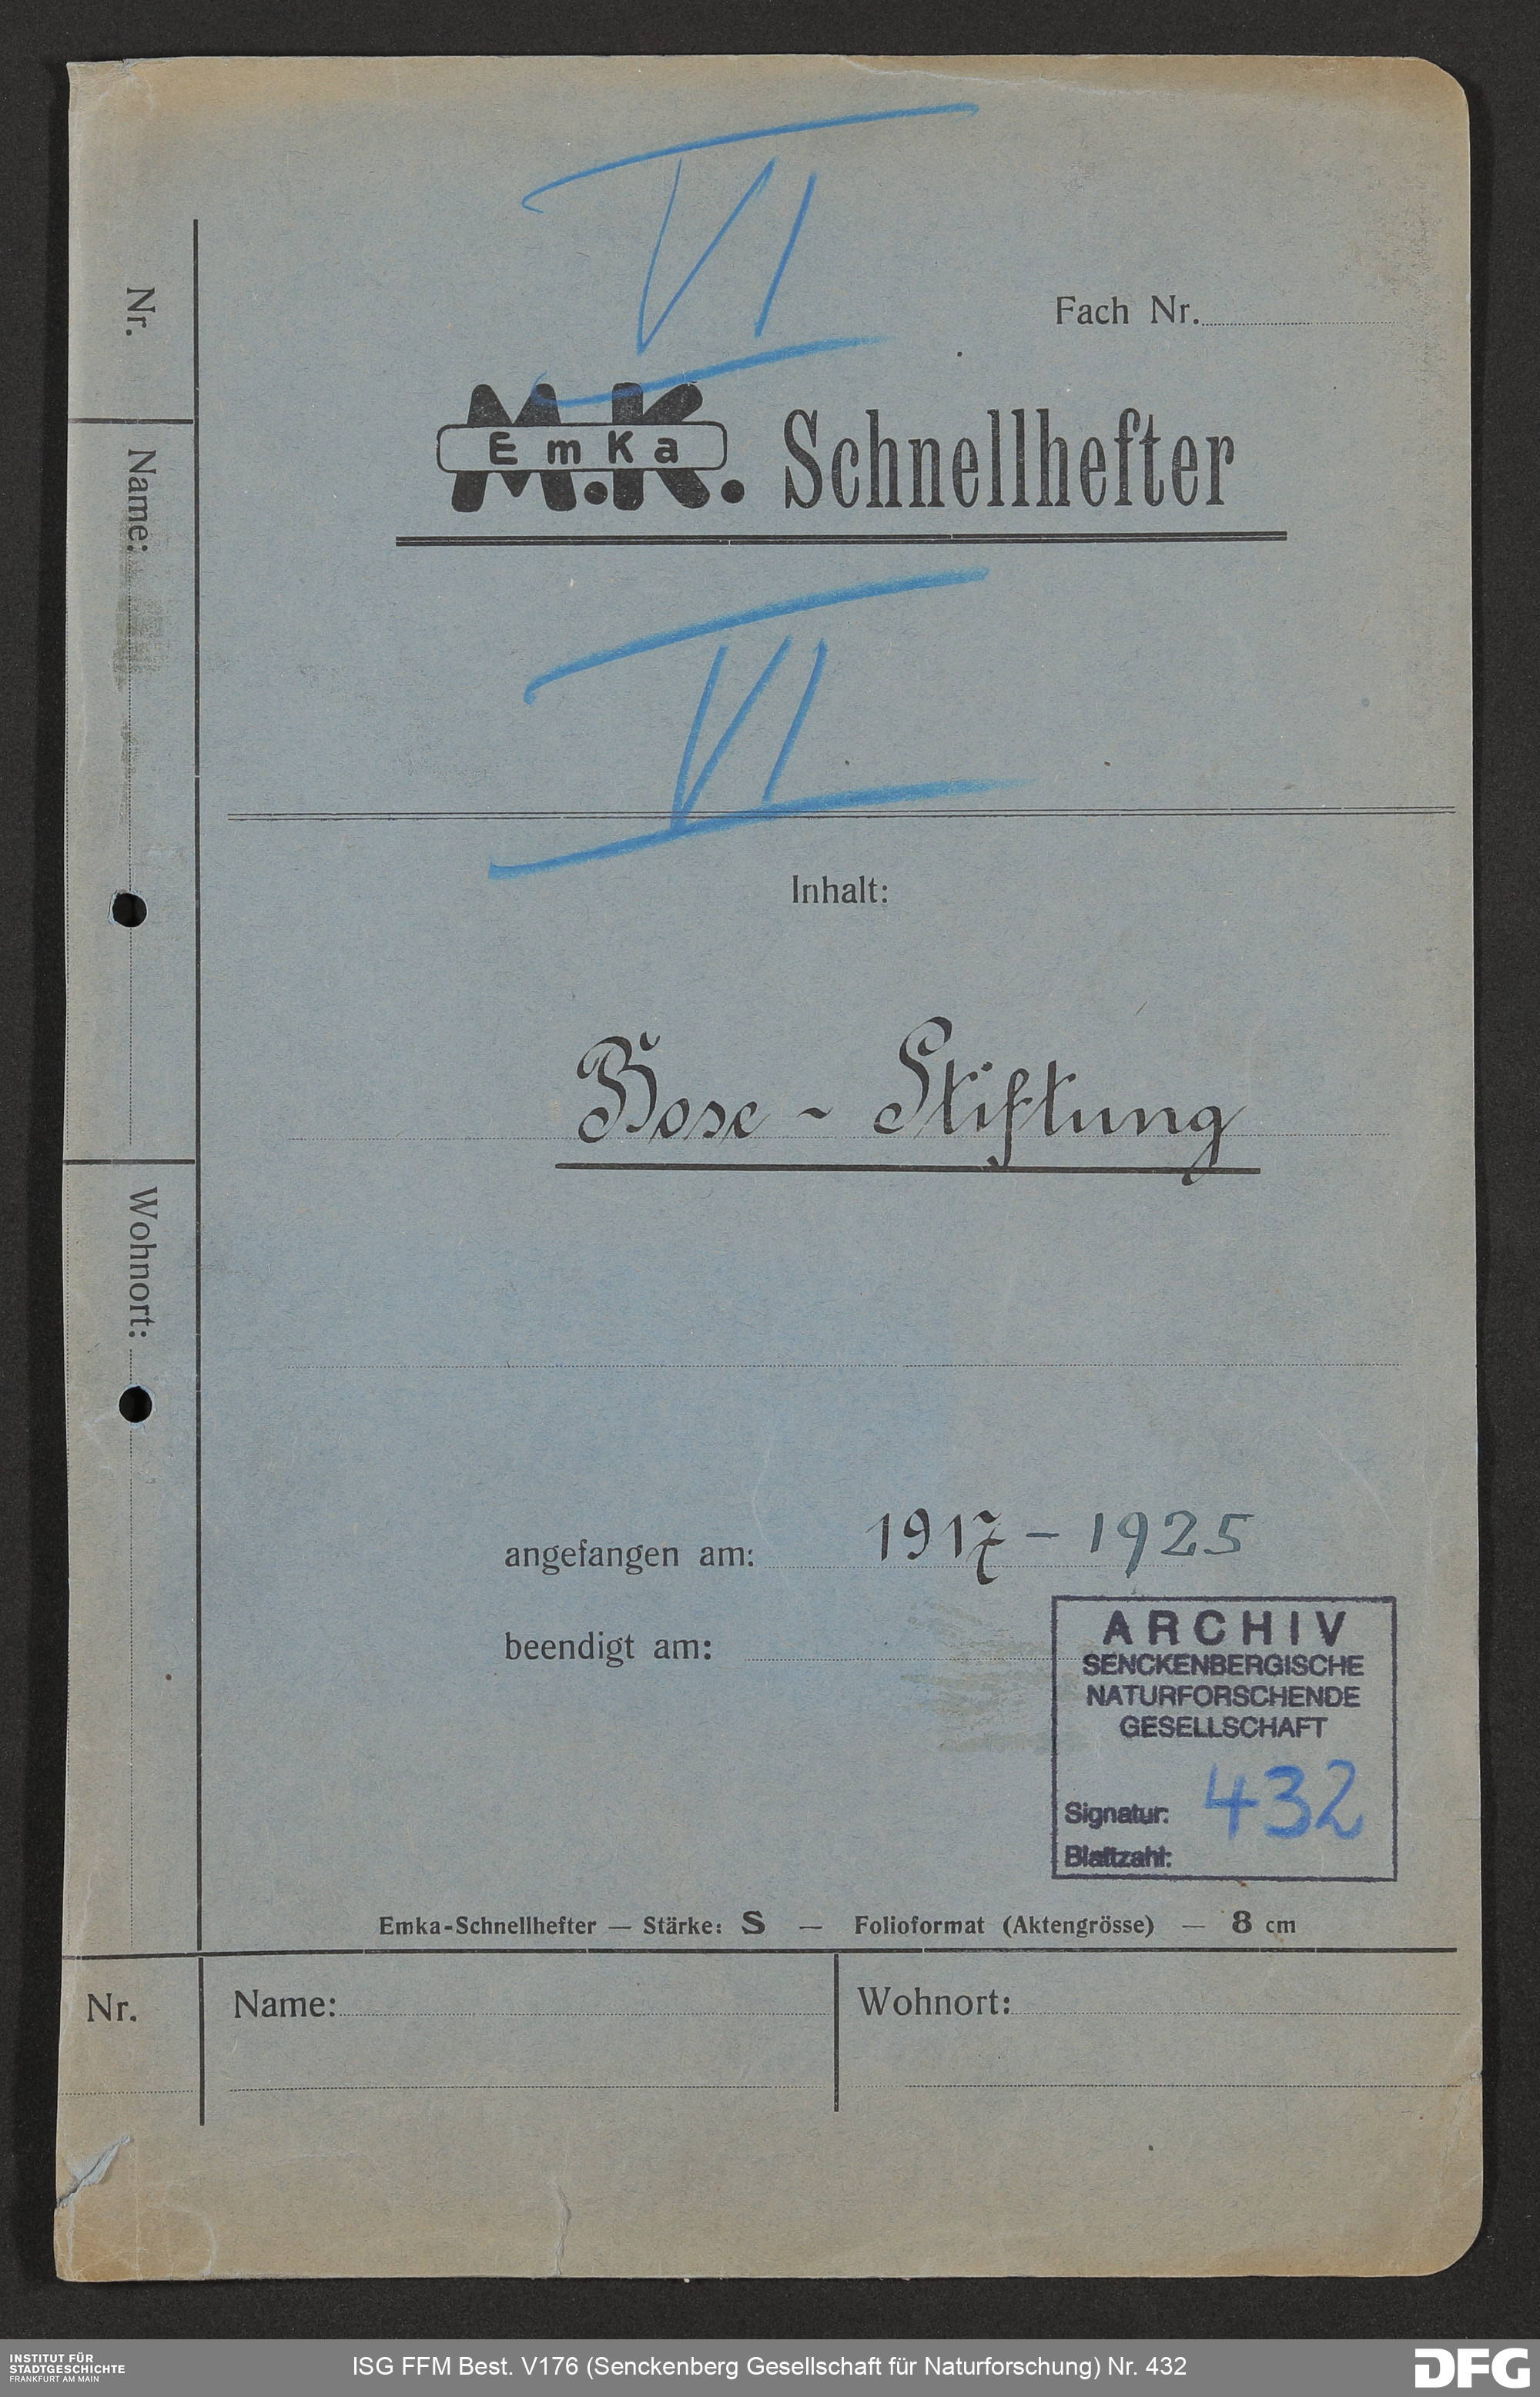 VI
Fach Nr.
M.K.
EmKa
Schnellhefter
VI
Inhalt:
Bose - Stiftung
angefangen am: 1917 - 1925
beendigt am:
ARCHIV
SENCKENBERGISCHE
NATURFORSCHENDE
GESELLSCHAFT
Signatur: 432
Blattzahl:
Emka-Schnellhefter — Stärke: S — Folioformat (Aktengrösse) — 8 cm
Nr.
Name:
Wohnort:
Nr.
Name:
Wohnort:
INSTITUT FÜR
STADTGESCHICHTE
FRANKFURT AM MAIN
ISG FFM Best. V176 (Senckenberg Gesellschaft für Naturforschung) Nr. 432
DFG